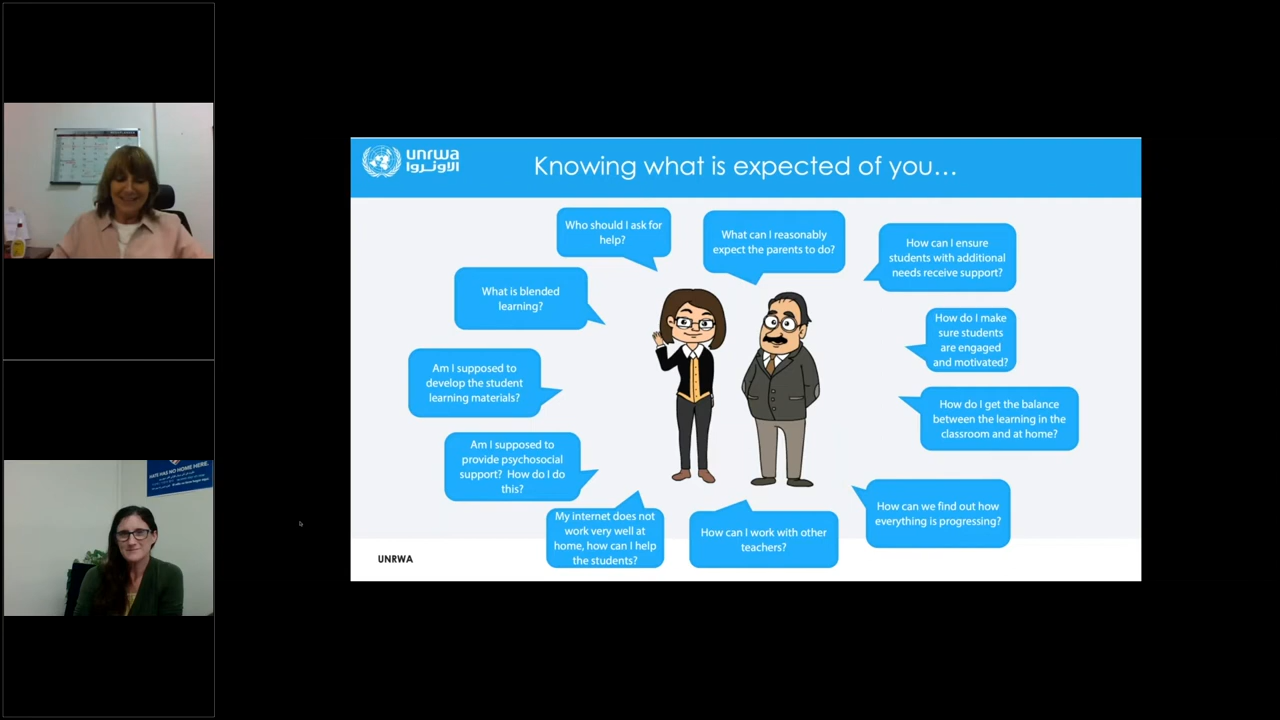 unrwa
الاونروا
Knowing what is expected of you...
Who should I ask for
help?
What can I reasonably
expect the parents to do?
How can I ensure
students with additional
needs receive support?
What is blended
learning?
How do I make
sure students
are engaged
and motivated?
Am I supposed to
develop the student
learning materials?
How do I get the balance
between the learning in the
classroom and at home?
Am I supposed to
provide psychosocial
support? How do I do
this?
How can we find out how
everything is progressing?
My internet does not
work very well at
home, how can I help
the students?
How can I work with other
teachers?
UNRWA
HATE HAS NO HOME HERE.